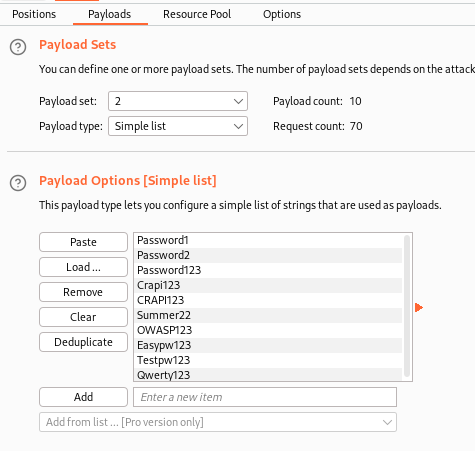 Positions Payloads Resource Pool Options
Payload Sets
You can define one or more payload sets. The number of payload sets depends on the attack
Payload set: 2 Payload count: 10
Payload type: Simple list Request count: 70
Payload Options [Simple list]
This payload type lets you configure a simple list of strings that are used as payloads.
Paste
Load ...
Remove
Clear
Deduplicate
Password1
Password2
Password123
Crapi123
CRAPI123
Summer22
OWASP123
Easypw123
Testpw123
Qwerty123
Add Enter a new item
Add from list ... [Pro version only]